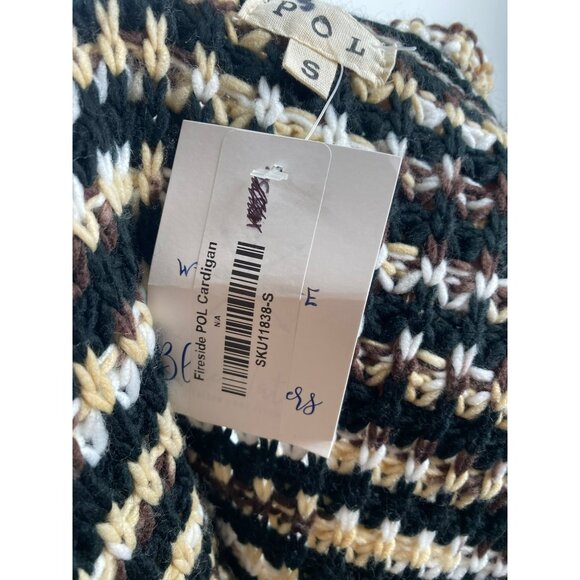 POL
S
Fireside POL Cardigan
NA
SKU11838-S